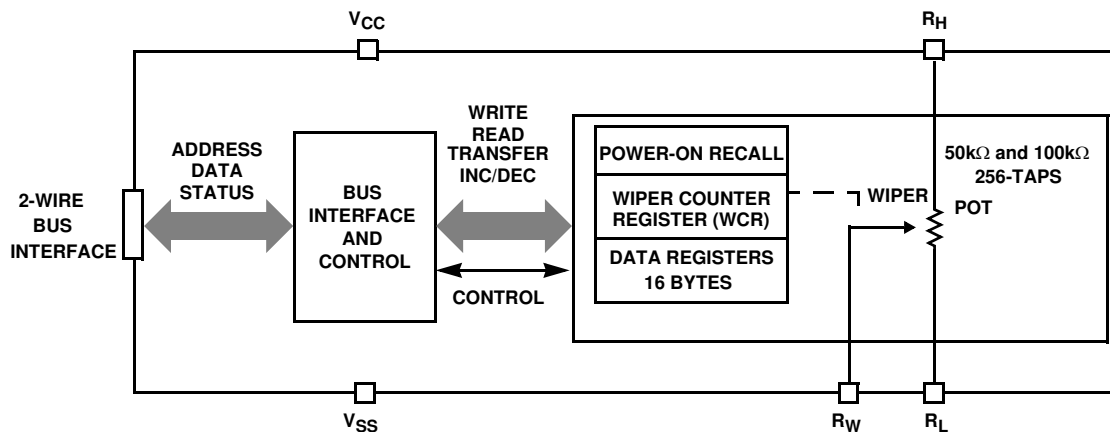 VCC
RH
WRITE
READ
TRANSFER
INC/DEC
ADDRESS
DATA
STATUS
2-WIRE
BUS
INTERFACE
BUS
INTERFACE
AND
CONTROL
CONTROL
POWER-ON RECALL
WIPER COUNTER
REGISTER (WCR)
DATA REGISTERS
16 BYTES
50kΩ and 100kΩ
256-TAPS
WIPER
POT
VSS
RW
RL